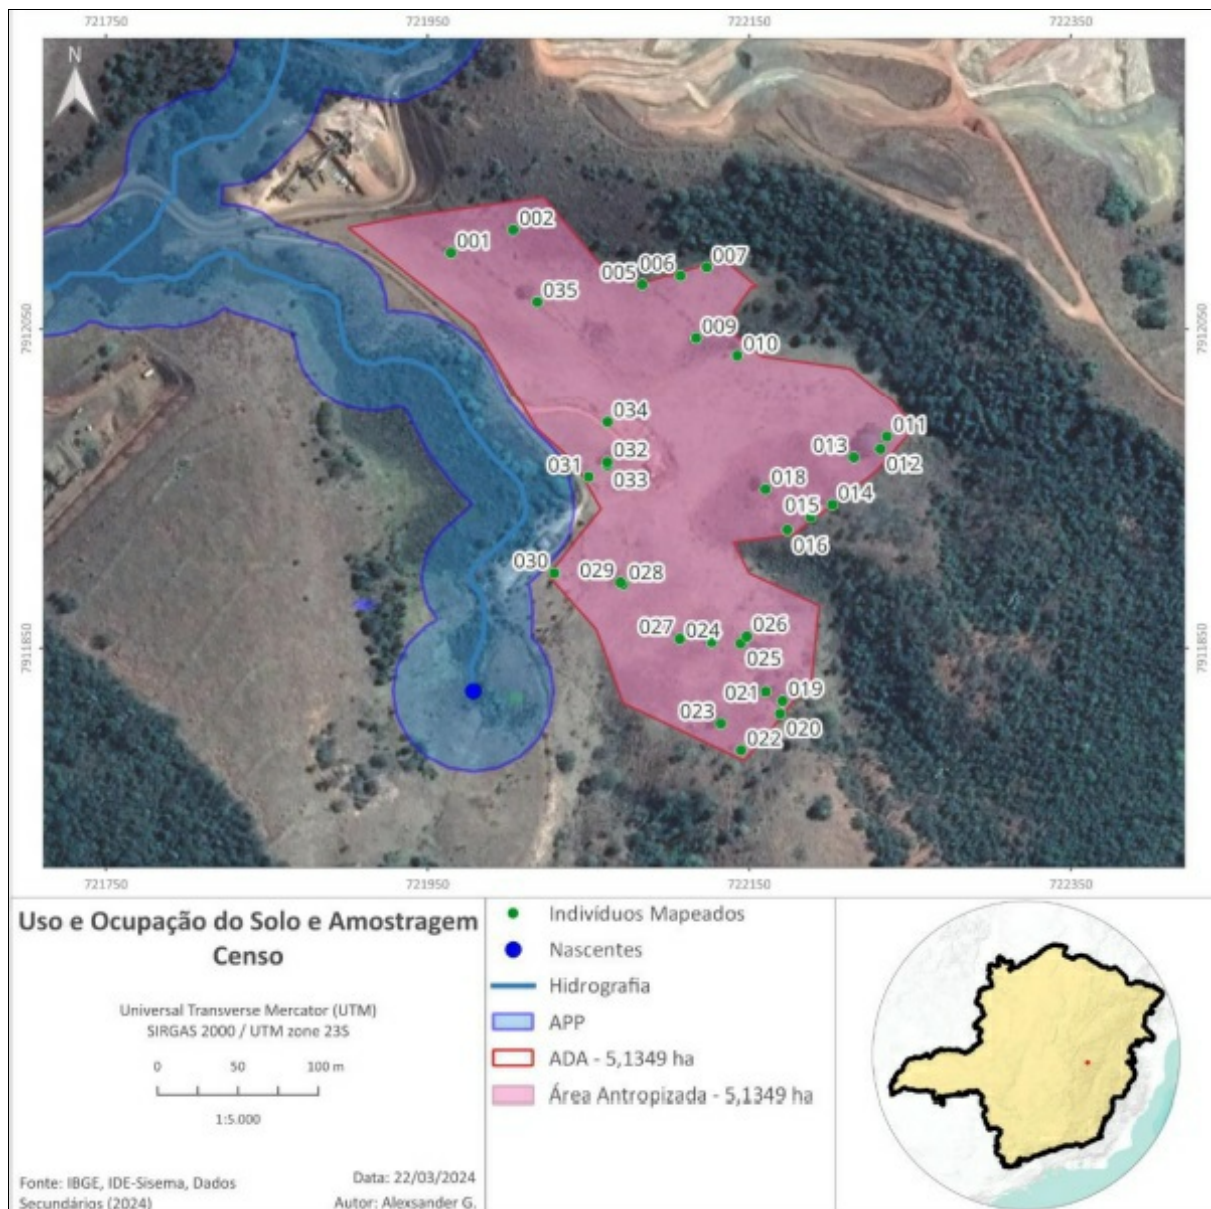 721750
721950
722150
722350
N
002
001
007
006
005
035
7912050
7912050
009
010
034
011
013
012
032
031
033
018
014
015
016
030
029
028
027
024
026
025
7911850
7911850
021
019
023
020
022
721750
721950
722150
722350
Uso e Ocupação do Solo e Amostragem
Censo
Universal Transverse Mercator (UTM)
SIRGAS 2000 / UTM zone 23S
0 50 100 m
1:5.000
Fonte: IBGE, IDE-Sisema, Dados
Secundários (2024)
Data: 22/03/2024
Autor: Alexsander G.
Indivíduos Mapeados
Nascentes
Hidrografia
APP
ADA - 5,1349 ha
Área Antropizada - 5,1349 ha